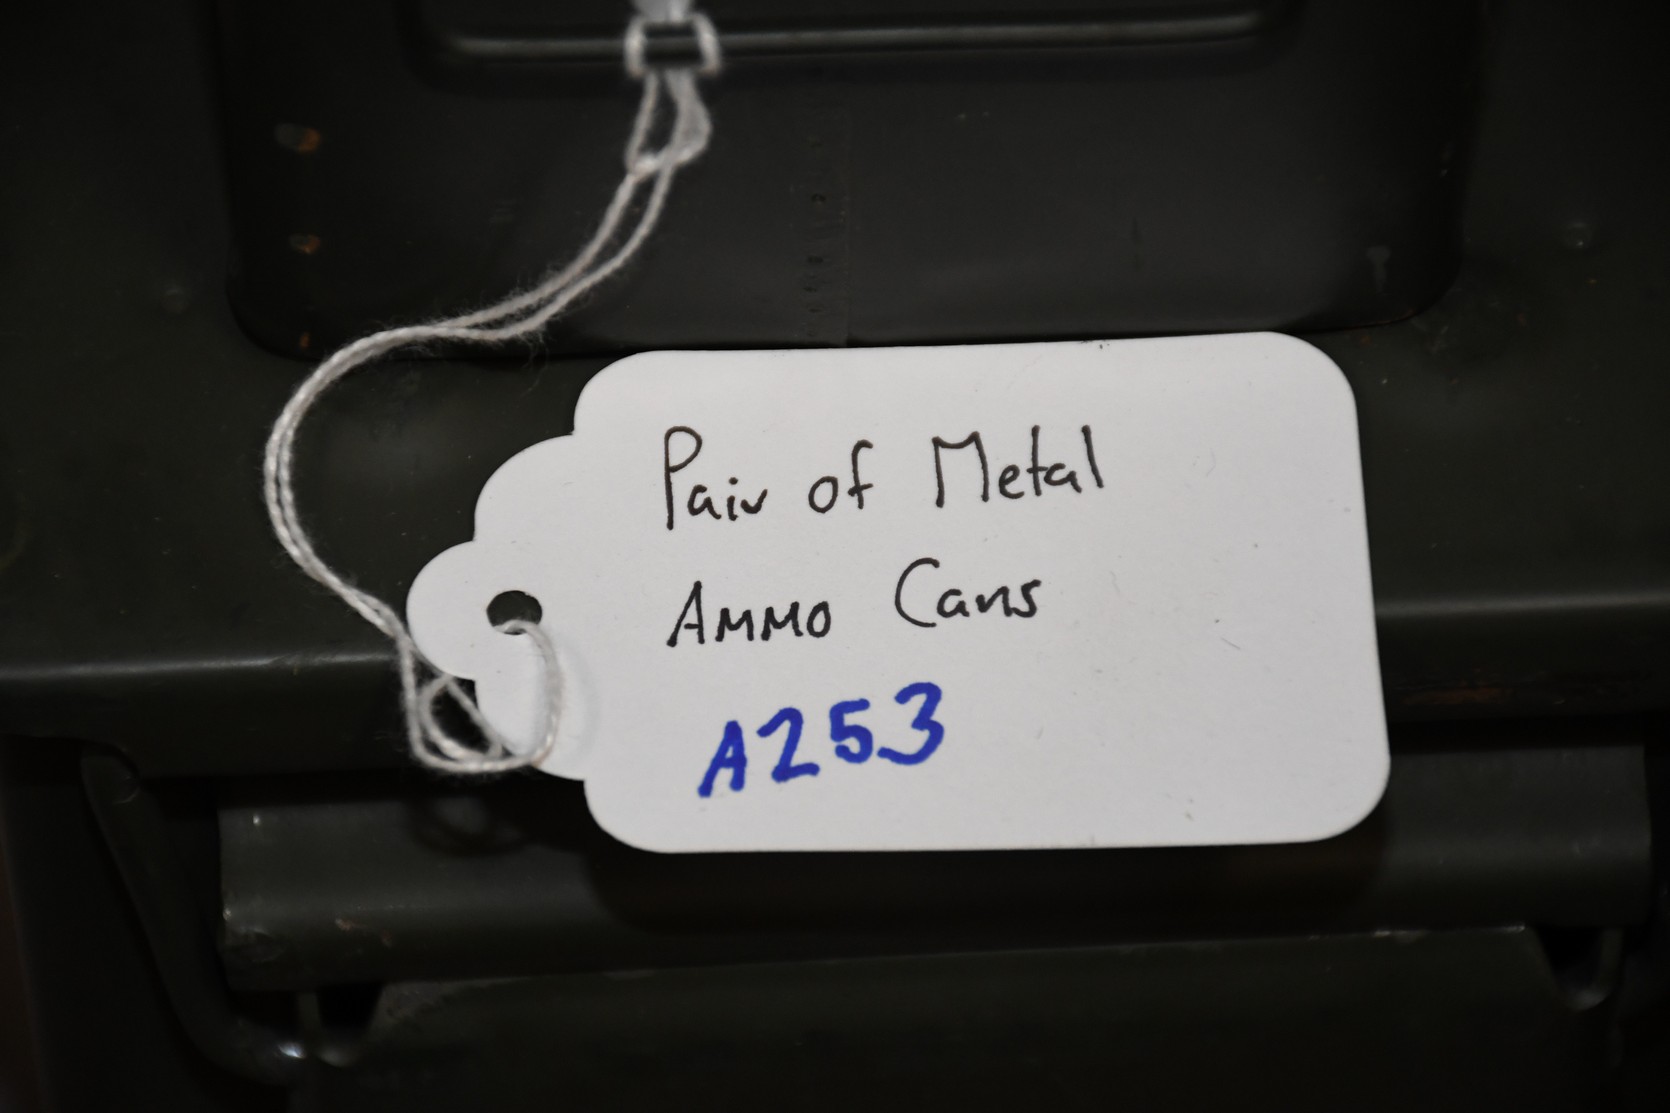 Pair of Metal
Ammo Cans
A253